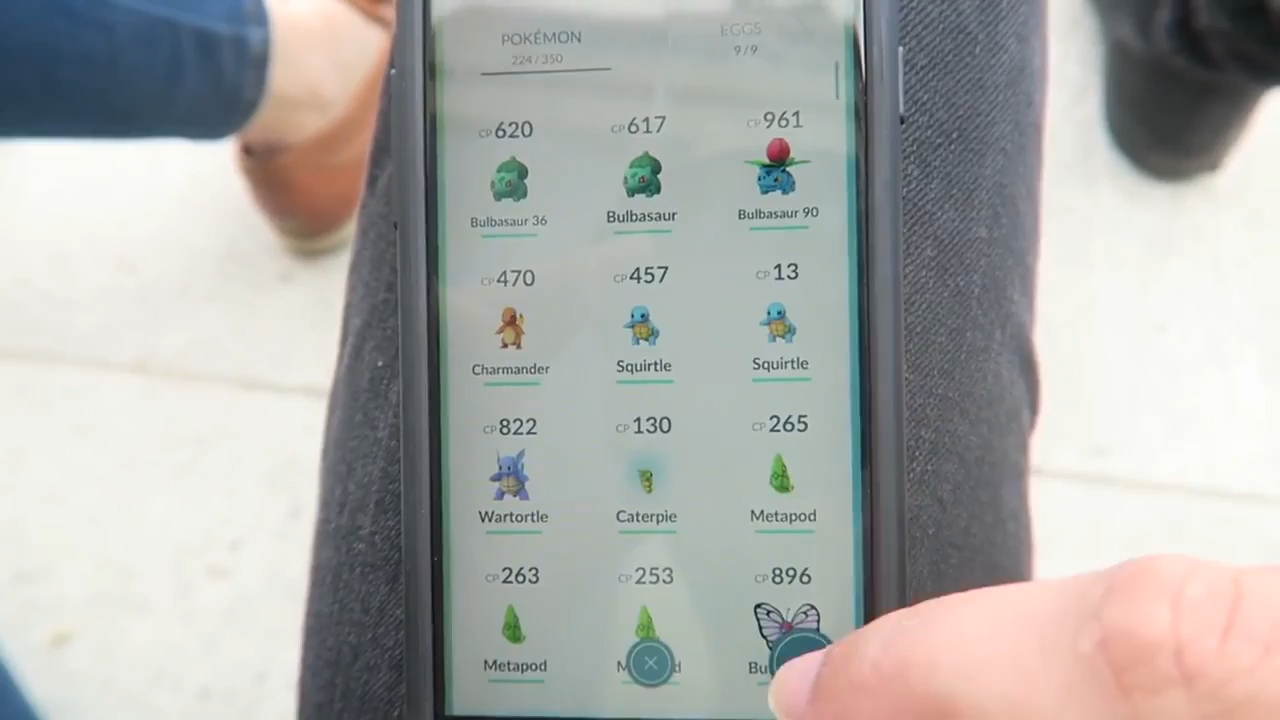 POKÉMON EGGS
224 / 350 9 / 9
CP620 CP617 CP961
Bulbasaur 36 Bulbasaur Bulbasaur 90
CP470 CP457 CP13
Charmander Squirtle Squirtle
CP822 CP130 CP265
Wartortle Caterpie Metapod
CP263 CP253 CP896
Metapod M d Bu